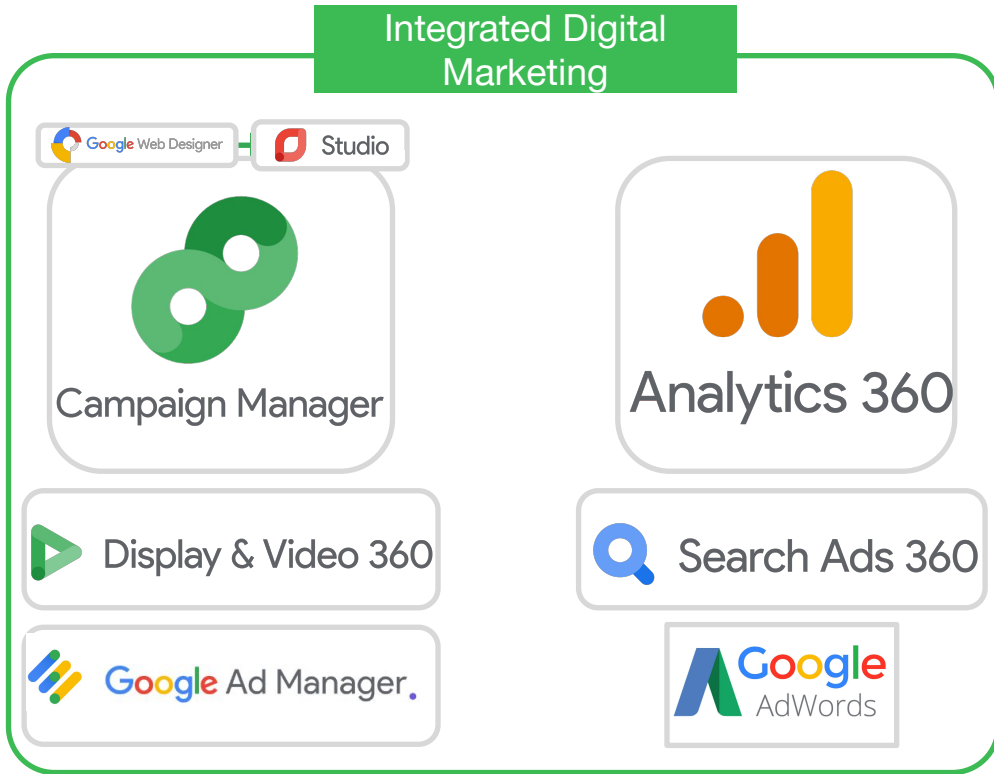 Integrated Digital
Marketing
Google Web Designer
Studio
Campaign Manager
Analytics 360
Display & Video 360
Search Ads 360
Google Ad Manager.
Google
AdWords